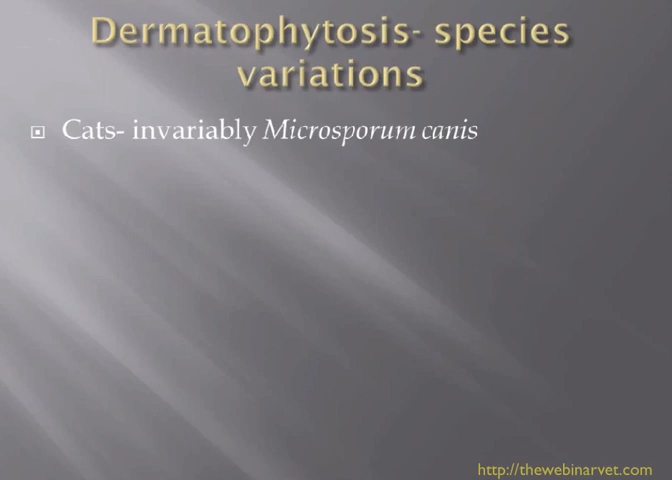 Dermatophytosis- species
variations
Cats- invariably Microsporum canis
http://thewebinarvet.com